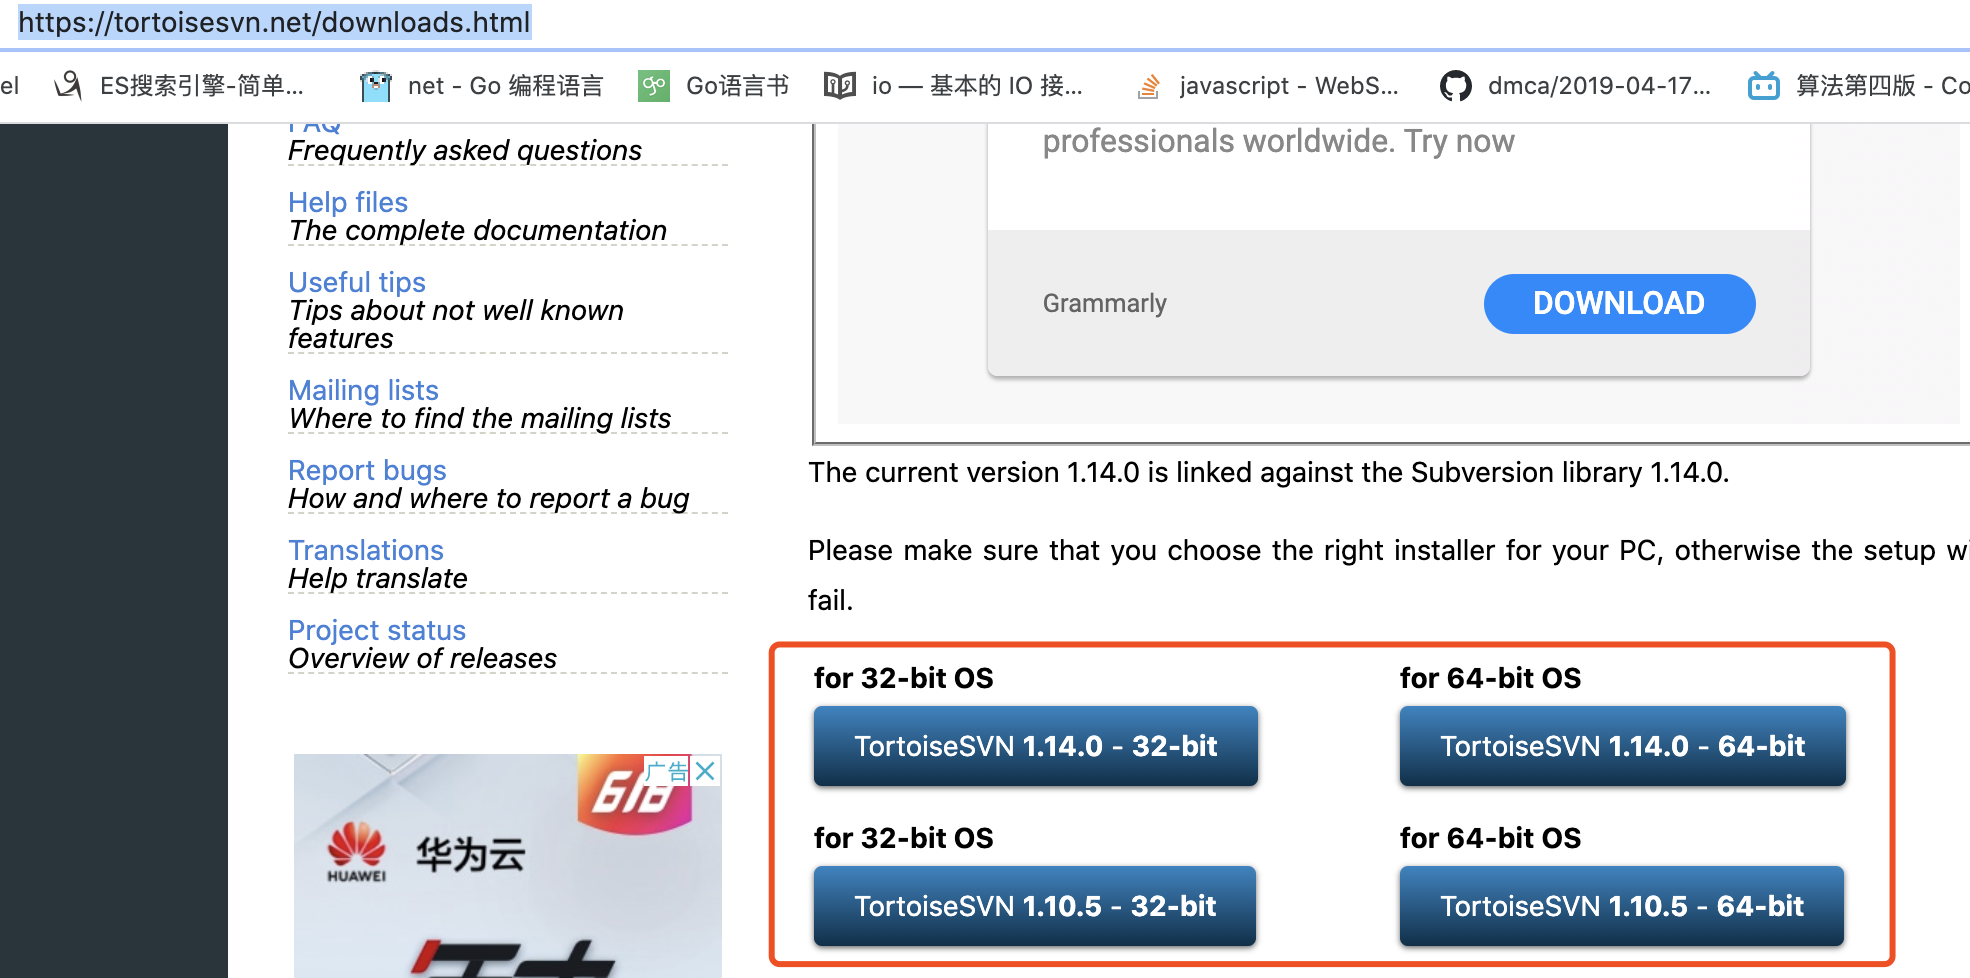 https://tortoisesvn.net/downloads.html
el ES搜索引擎-简单... net - Go 编程语言 Go语言书 io — 基本的 IO 接... javascript - WebS... dmca/2019-04-17... 算法第四版 - Co
FAQ
Frequently asked questions
Help files
The complete documentation
Useful tips
Tips about not well known
features
Mailing lists
Where to find the mailing lists
Report bugs
How and where to report a bug
Translations
Help translate
Project status
Overview of releases
618
广告
HUAWEI
华为云
professionals worldwide. Try now
Grammarly
DOWNLOAD
The current version 1.14.0 is linked against the Subversion library 1.14.0.
Please make sure that you choose the right installer for your PC, otherwise the setup wi
fail.
for 32-bit OS for 64-bit OS
TortoiseSVN 1.14.0 - 32-bit TortoiseSVN 1.14.0 - 64-bit
for 32-bit OS for 64-bit OS
TortoiseSVN 1.10.5 - 32-bit TortoiseSVN 1.10.5 - 64-bit